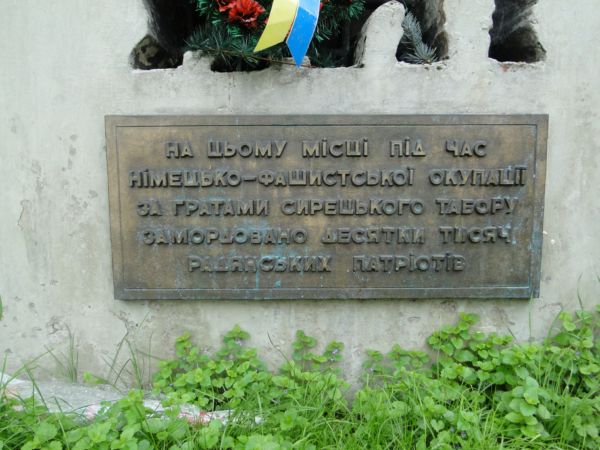 НА ЦЬОМУ МІСЦІ ПІД ЧАС
НІМЕЦЬКО-ФАШИСТСЬКОЇ ОКУПАЦІЇ
ЗА ГРАТАМИ СИРЕЦЬКОГО ТАБОРУ
ЗАМОРДОВАНО ДЕСЯТКИ ТИСЯЧ
РАДЯНСЬКИХ ПАТРІОТІВ